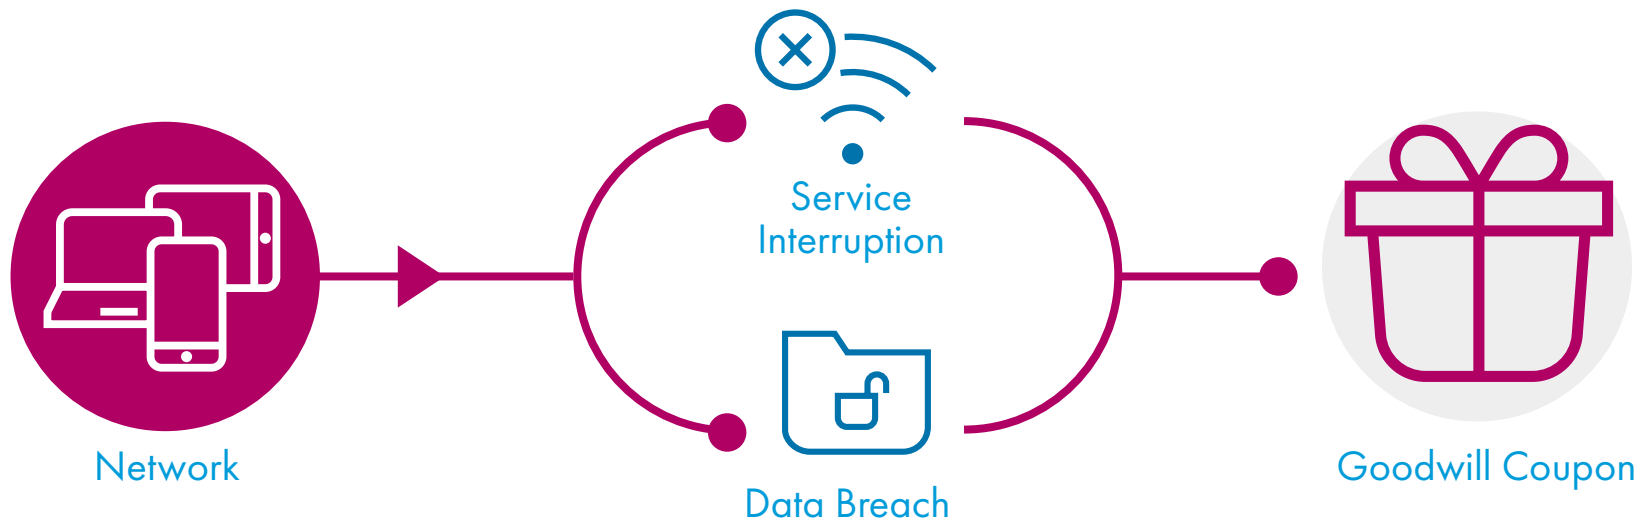 Network
Service
Interruption
Data Breach
Goodwill Coupon